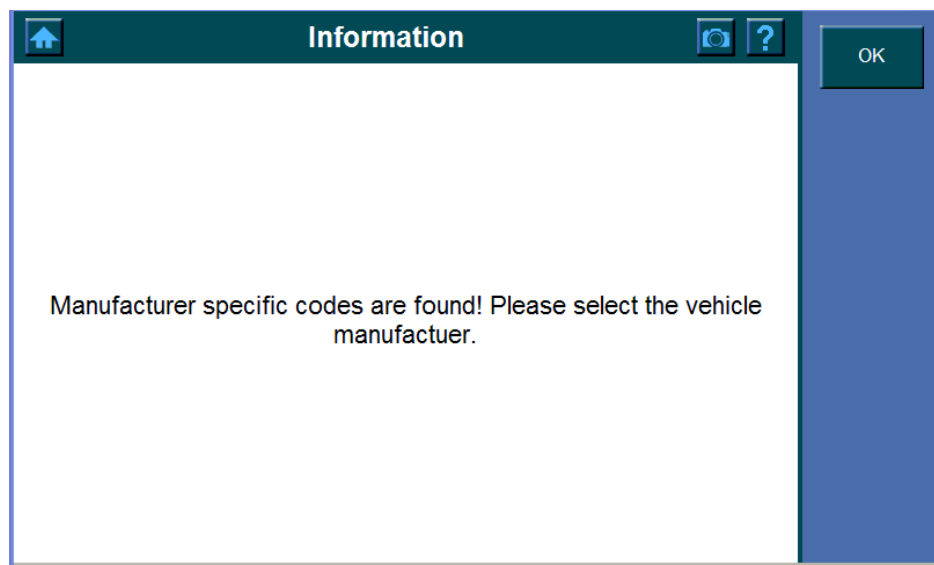 Information
?
OK
Manufacturer specific codes are found! Please select the vehicle
manufactuer.